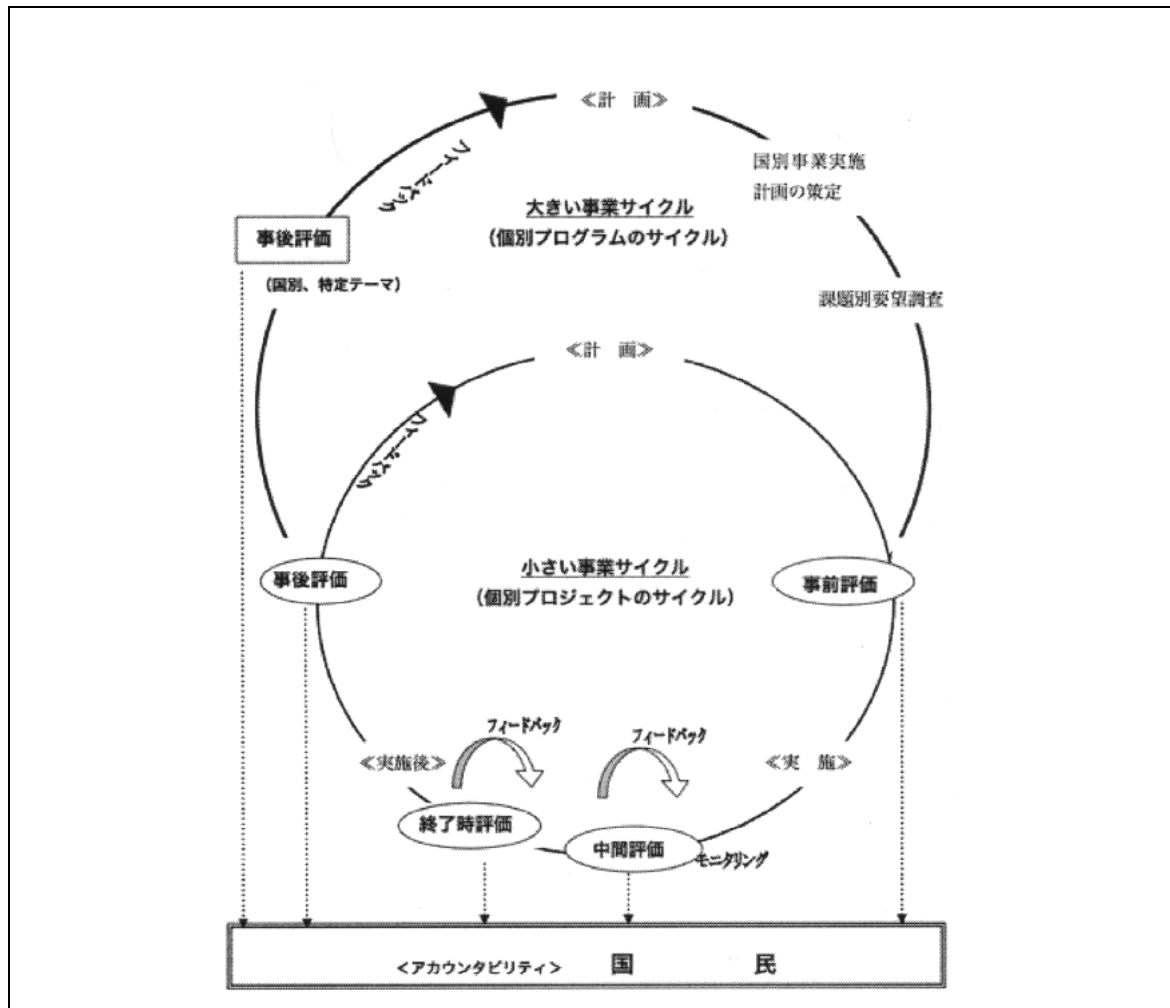 ≪計　画≫
フィードバック
国別事業実施
計画の策定
大きい事業サイクル
（個別プログラムのサイクル）
事後評価
（国別、特定テーマ）
課題別要望調査
≪計　画≫
フィードバック
小さい事業サイクル
（個別プロジェクトのサイクル）
事後評価
事前評価
フィードバック
フィードバック
≪実施後≫
≪実　施≫
終了時評価
中間評価
モニタリング
＜アカウンタビリティ＞　国　　　民